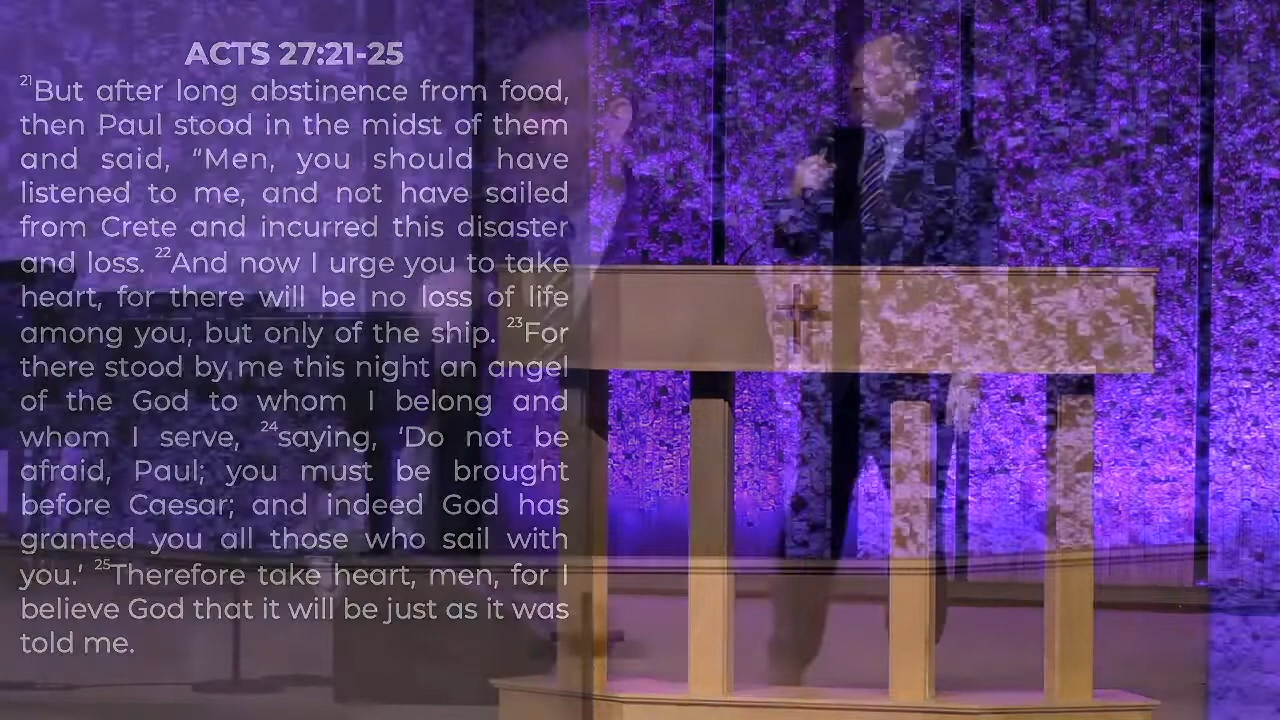 ACTS 27:21-25
21But after long abstinence from food,
then Paul stood in the midst of them
and said, “Men, you should have
listened to me, and not have sailed
from Crete and incurred this disaster
and loss. 22And now I urge you to take
heart, for there will be no loss of life
among you, but only of the ship. 23For
there stood by me this night an angel
of the God to whom I belong and
whom I serve, 24saying, ‘Do not be
afraid, Paul; you must be brought
before Caesar; and indeed God has
granted you all those who sail with
you.’ 25Therefore take heart, men, for I
believe God that it will be just as it was
told me.